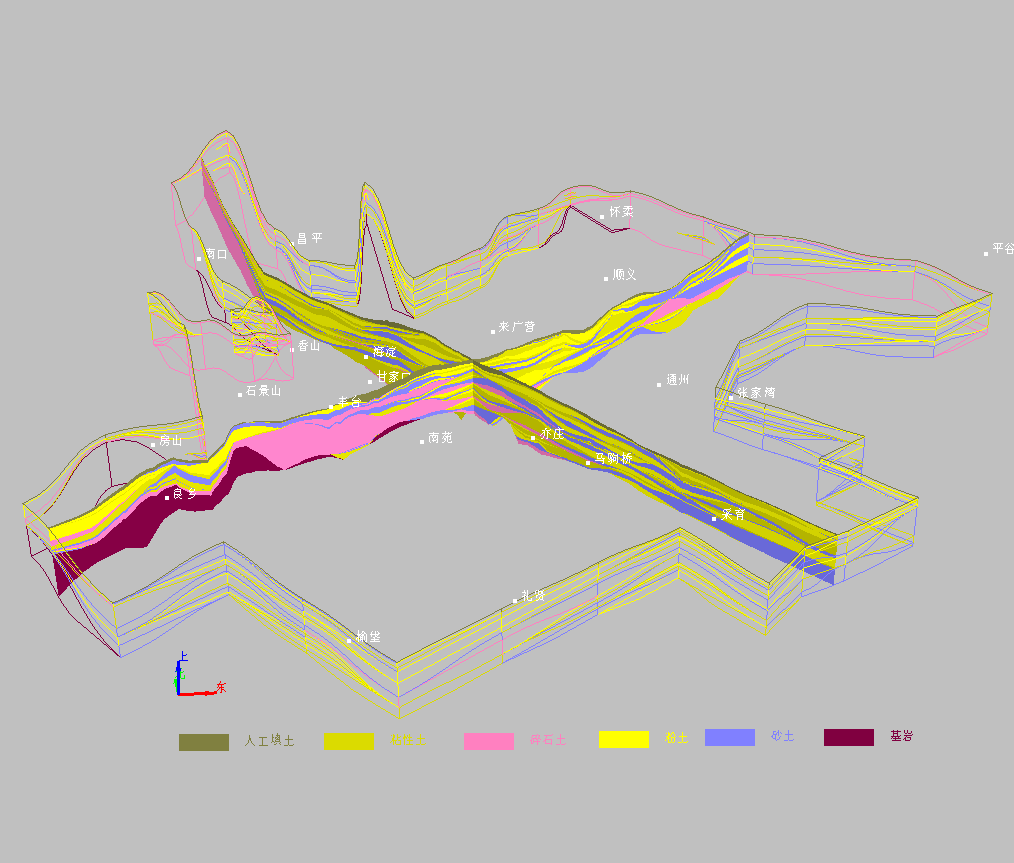 怀柔
昌平
平谷
南口
顺义
来广营
香山
海淀
甘家口
通州
石景山
张家湾
丰台
亦庄
南苑
房山
马驹桥
良乡
采育
礼贤
榆垡
上
北
东
人工填土
粘性土
碎石土
粉土
砂土
基岩